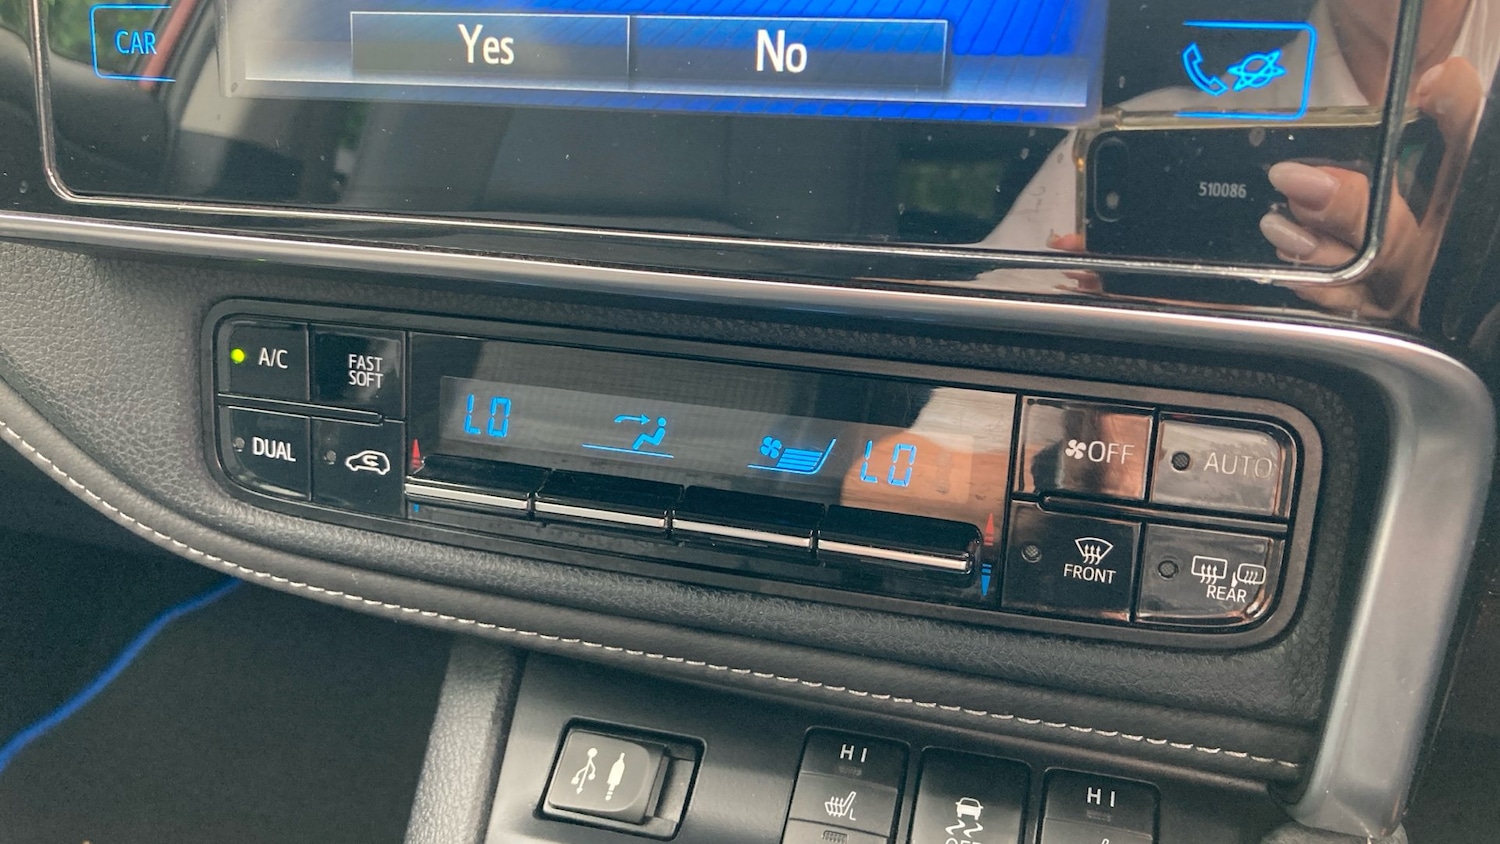 CAR
Yes
No
510086
A/C
FAST
SOFT
LO
LO
OFF
AUTO
DUAL
FRONT
REAR
HI
L
HI